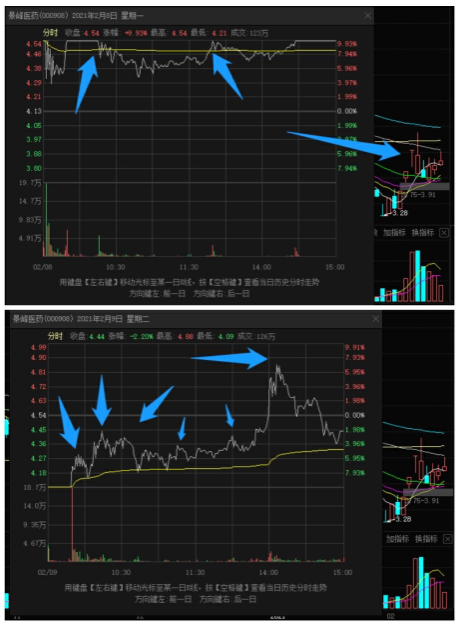 景峰医药(000908) 2021年2月8日 星期一
分时 收盘 4.54 涨幅 +9.93% 最高 4.54 最低 4.21 成交 123万
4.54 9.93%
4.46 7.94%
4.38 5.96%
4.29 3.97%
4.21 1.99%
4.13 0.00%
4.05 1.99%
3.97 3.97%
3.88 5.96%
3.80 7.94%
19.7万
14.7万
9.83万
4.91万
02/08 10:30 11:30 14:00 15:00
用键盘【左右键】移动光标至某一日K线，按【空格键】查看当日历史分时走势
方向键左 前一日 方向键右 后一日
3.75-3.91
3.28
加指标 换指标
景峰医药(000908) 2021年2月9日 星期二
分时 收盘 4.44 涨幅 -2.20% 最高 4.88 最低 4.09 成交 126万
4.99 9.91%
4.90 7.93%
4.81 5.95%
4.72 3.96%
4.63 1.98%
4.54 0.00%
4.45 1.98%
4.36 3.96%
4.27 5.95%
4.18 7.93%
18.7万
14.0万
9.35万
4.67万
02/09 10:30 11:30 14:00 15:00
用键盘【左右键】移动光标至某一日K线，按【空格键】查看当日历史分时走势
方向键左 前一日 方向键右 后一日
3.75-3.91
3.28
加指标 换指标
02